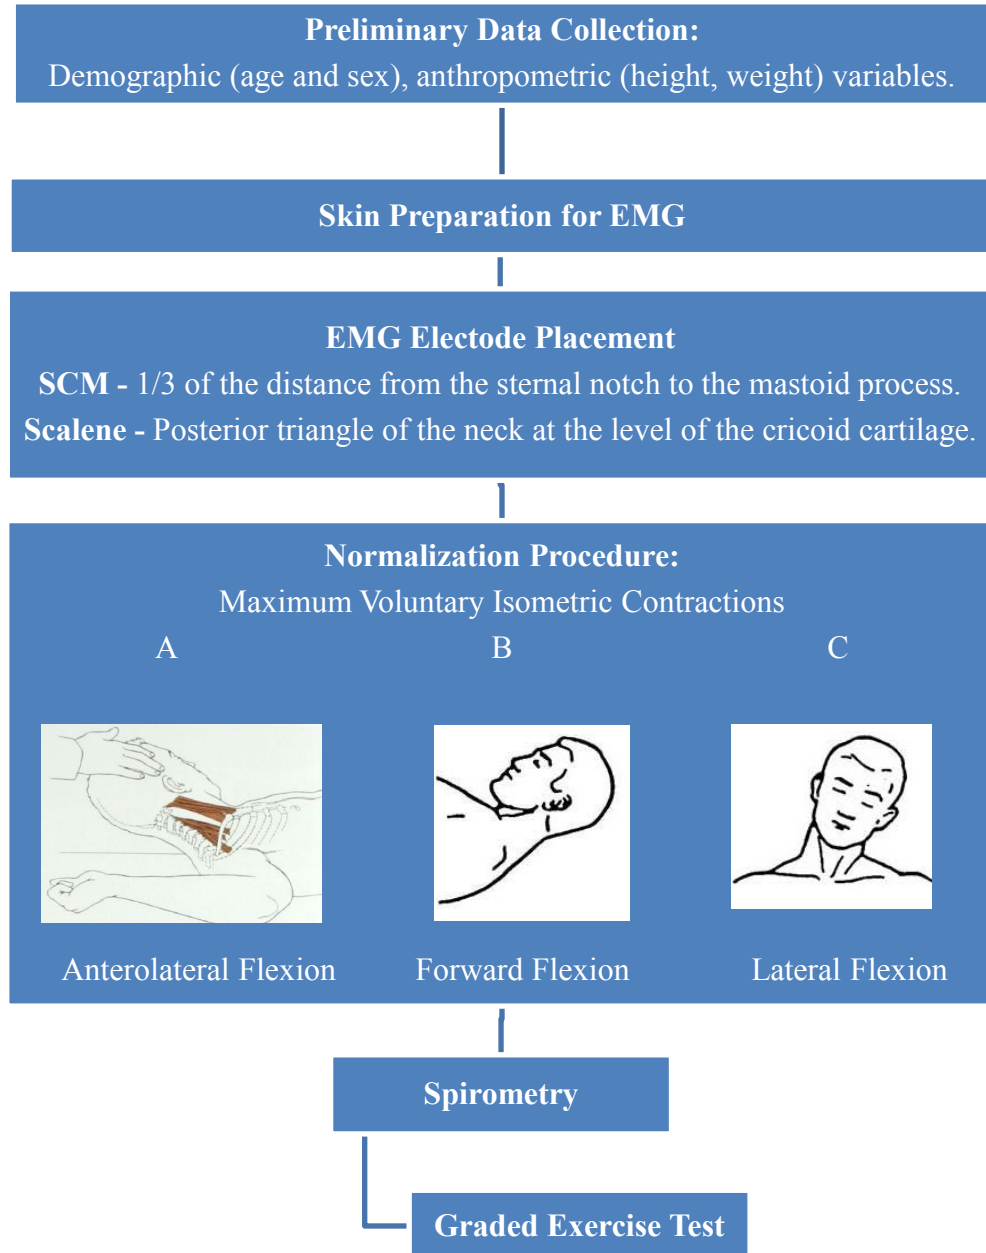 Preliminary Data Collection:
Demographic (age and sex), anthropometric (height, weight) variables.
Skin Preparation for EMG
EMG Electode Placement
SCM - 1/3 of the distance from the sternal notch to the mastoid process.
Scalene - Posterior triangle of the neck at the level of the cricoid cartilage.
Normalization Procedure:
Maximum Voluntary Isometric Contractions
A B C
Anterolateral Flexion Forward Flexion Lateral Flexion
Spirometry
Graded Exercise Test